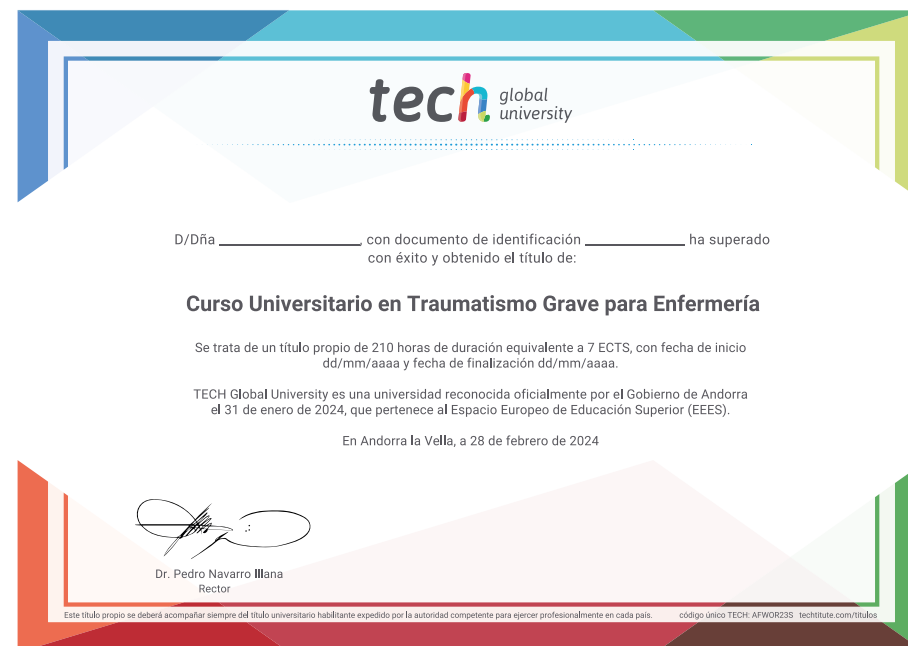 tech global university
D/Dña ____________________, con documento de identificación ______________ ha superado
con éxito y obtenido el título de:
Curso Universitario en Traumatismo Grave para Enfermería
Se trata de un título propio de 210 horas de duración equivalente a 7 ECTS, con fecha de inicio
dd/mm/aaaa y fecha de finalización dd/mm/aaaa.
TECH Global University es una universidad reconocida oficialmente por el Gobierno de Andorra
el 31 de enero de 2024, que pertenece al Espacio Europeo de Educación Superior (EEES).
En Andorra la Vella, a 28 de febrero de 2024
Dr. Pedro Navarro Illana
Rector
Este título propio se deberá acompañar siempre del título universitario habilitante expedido por la autoridad competente para ejercer profesionalmente en cada país. código único TECH: AFWOR23S techtitute.com/titulos